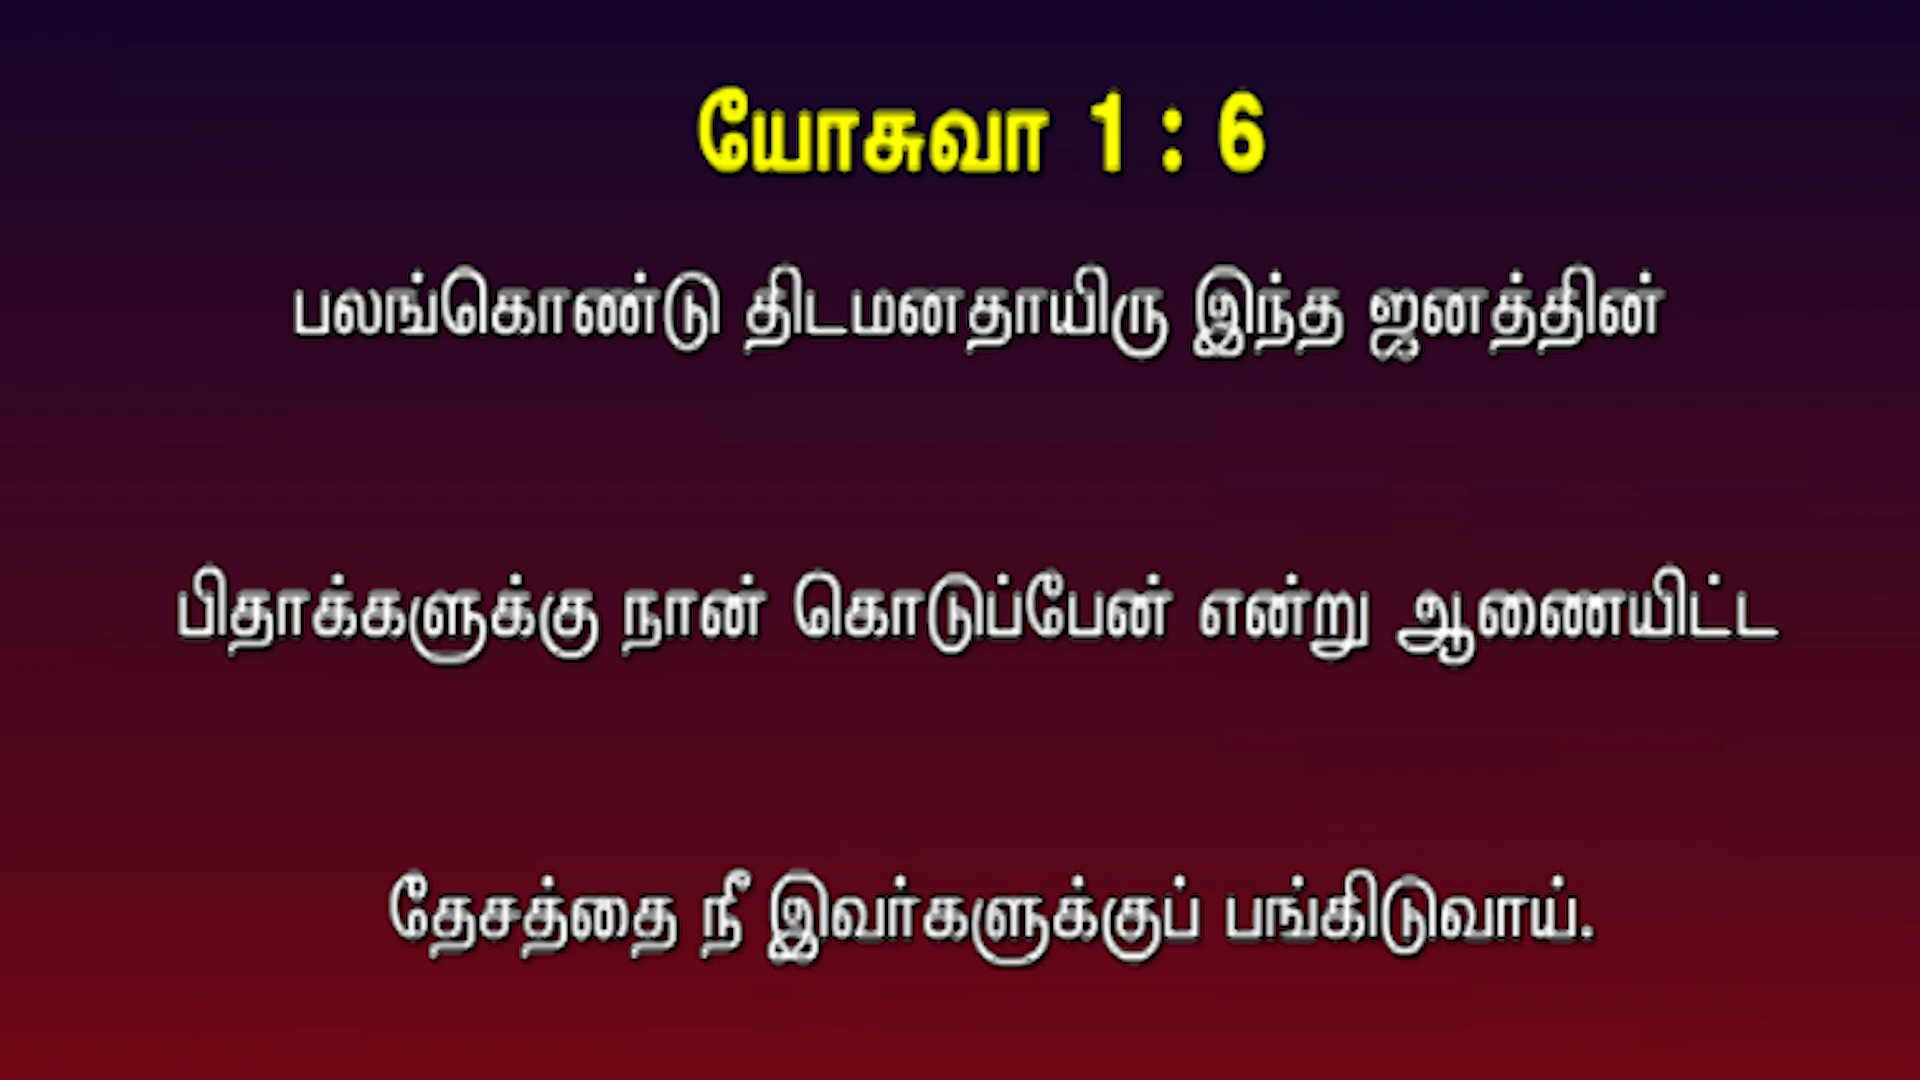 யோசுவா 1 : 6
பலங்கொண்டு திடமனதாயிரு இந்த ஜனத்தின்
பிதாக்களுக்கு நான் கொடுப்பேன் என்று ஆணையிட்ட
தேசத்தை நீ இவர்களுக்குப் பங்கிடுவாய்.